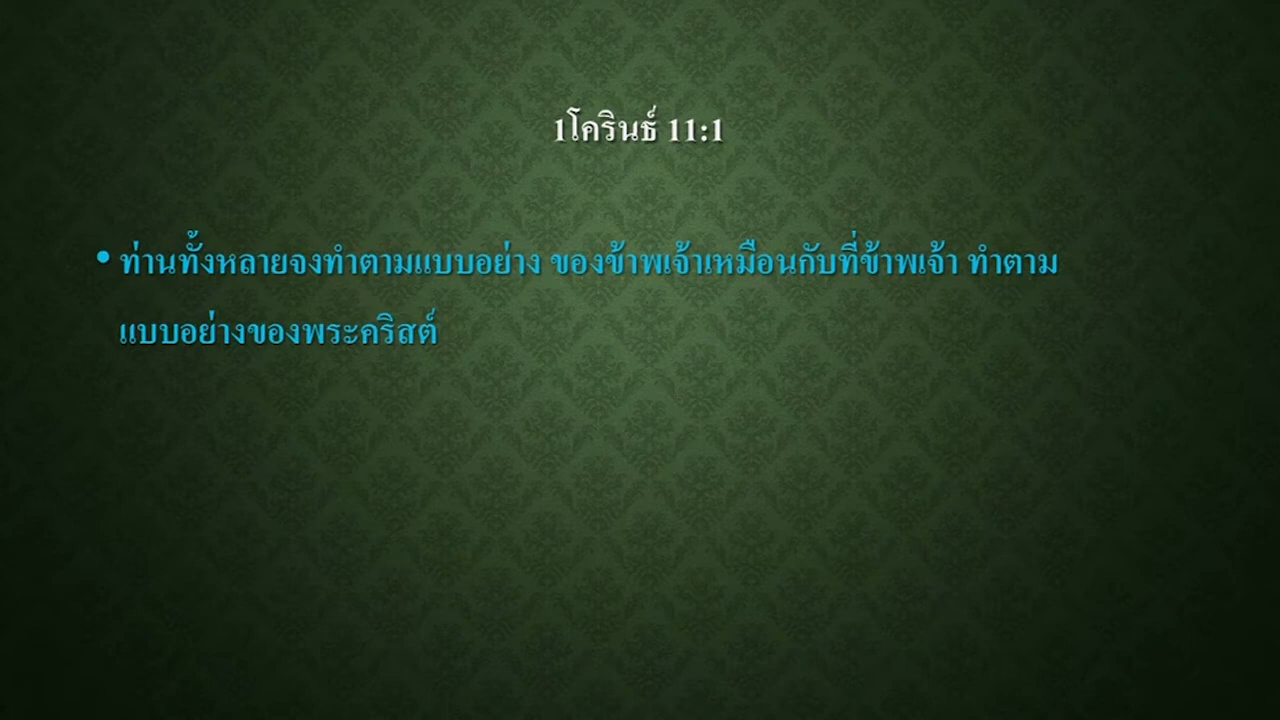 1โครินธ์ 11:1
• ท่านทั้งหลายจงทำตามแบบอย่าง ของข้าพเจ้าเหมือนกับที่ข้าพเจ้า ทำตาม
แบบอย่างของพระคริสต์